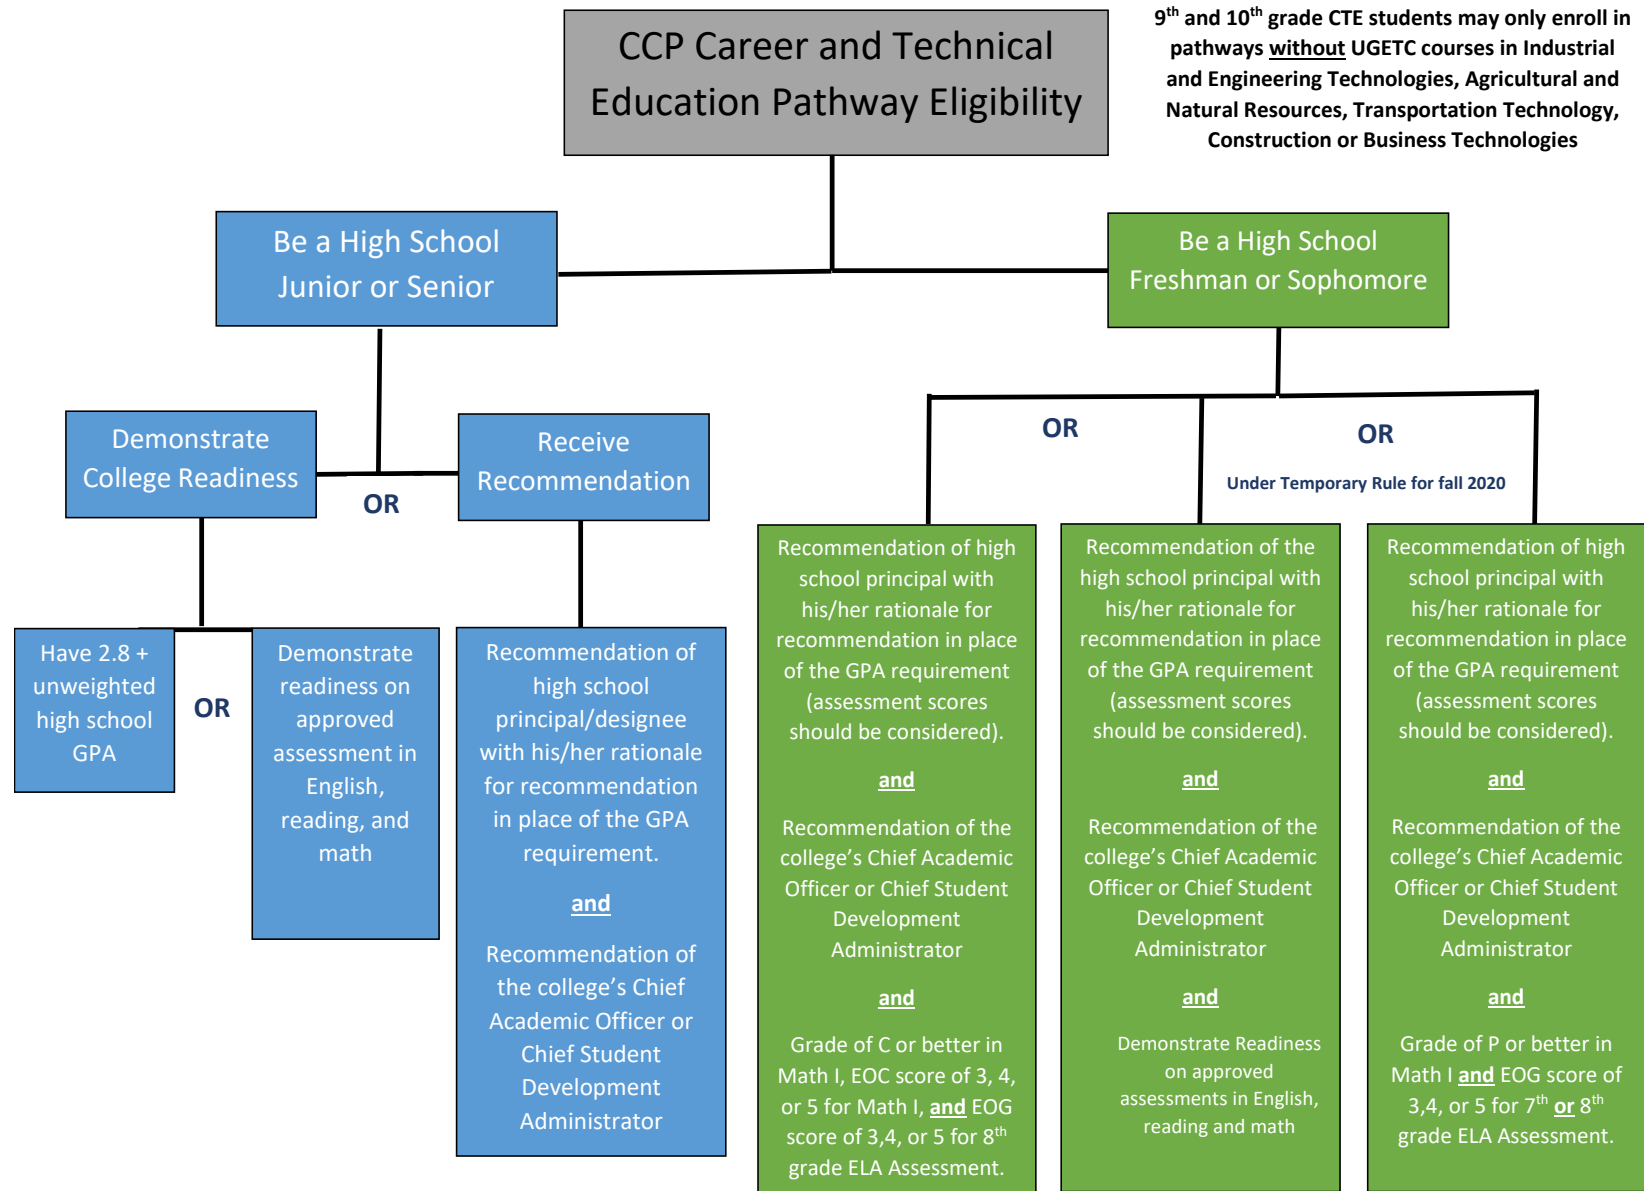 CCP Career and Technical
Education Pathway Eligibility
9th and 10th grade CTE students may only enroll in
pathways without UGETC courses in Industrial
and Engineering Technologies, Agricultural and
Natural Resources, Transportation Technology,
Construction or Business Technologies
Be a High School
Junior or Senior
Be a High School
Freshman or Sophomore
Demonstrate
College Readiness
OR
Receive
Recommendation
OR
OR
Under Temporary Rule for fall 2020
Have 2.8 +
unweighted
high school
GPA
OR
Demonstrate
readiness on
approved
assessment in
English,
reading, and
math
Recommendation of
high school
principal/designee
with his/her rationale
for recommendation
in place of the GPA
requirement.
and
Recommendation of
the college’s Chief
Academic Officer or
Chief Student
Development
Administrator
Recommendation of high
school principal with
his/her rationale for
recommendation in place
of the GPA requirement
(assessment scores
should be considered).
and
Recommendation of the
college’s Chief Academic
Officer or Chief Student
Development
Administrator
and
Grade of C or better in
Math I, EOC score of 3, 4,
or 5 for Math I, and EOG
score of 3,4, or 5 for 8th
grade ELA Assessment.
Recommendation of the
high school principal with
his/her rationale for
recommendation in place
of the GPA requirement
(assessment scores
should be considered).
and
Recommendation of the
college’s Chief Academic
Officer or Chief Student
Development
Administrator
and
Demonstrate Readiness
on approved
assessments in English,
reading and math
Recommendation of high
school principal with
his/her rationale for
recommendation in place
of the GPA requirement
(assessment scores
should be considered).
and
Recommendation of the
college’s Chief Academic
Officer or Chief Student
Development
Administrator
and
Grade of P or better in
Math I and EOG score of
3,4, or 5 for 7th or 8th
grade ELA Assessment.